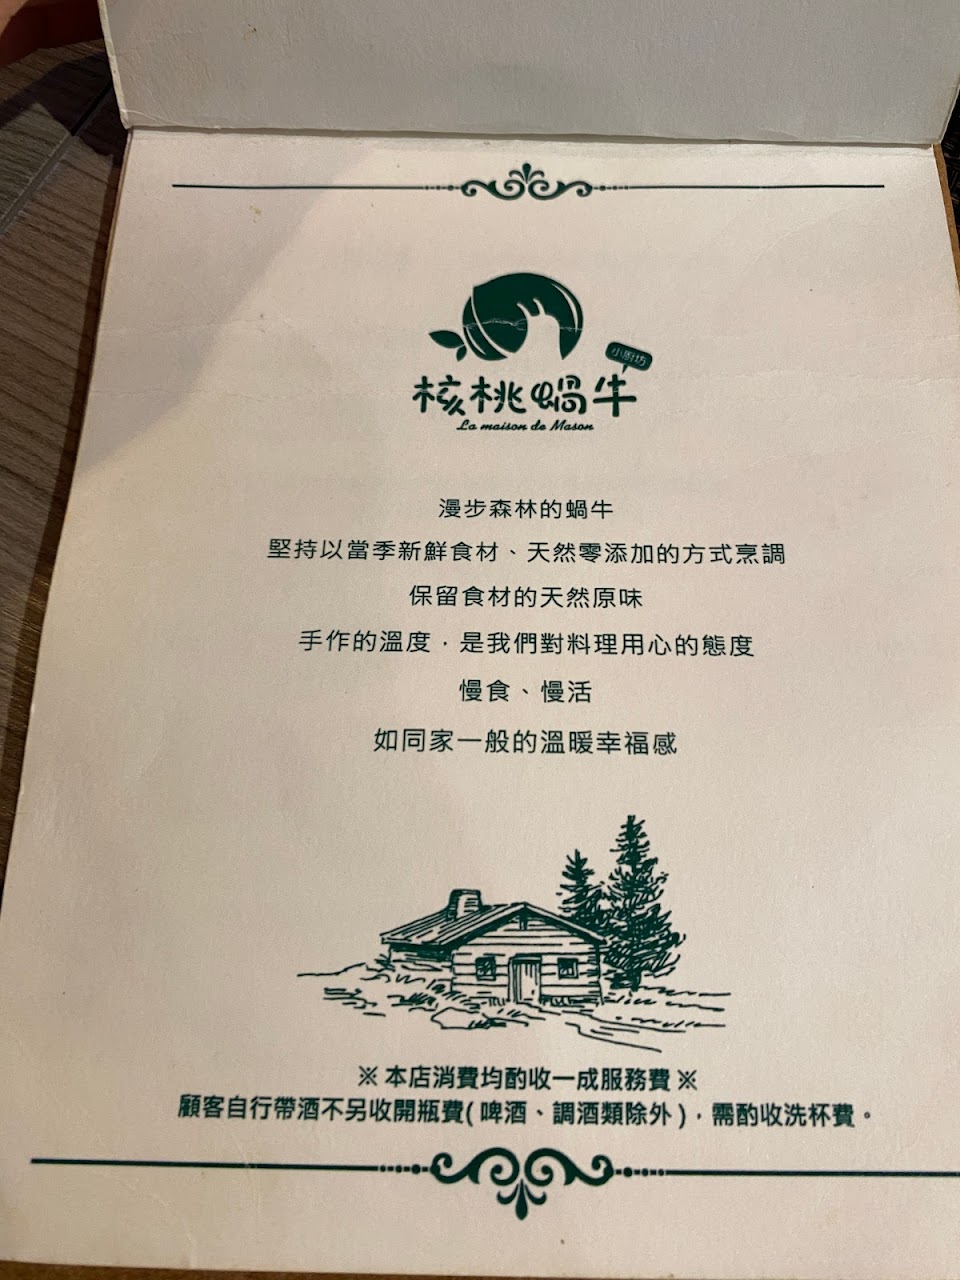 小廚坊
核桃蝸牛
La maison de Mason
漫步森林的蝸牛
堅持以當季新鮮食材、天然零添加的方式烹調
保留食材的天然原味
手作的溫度，是我們對料理用心的態度
慢食、慢活
如同家一般的溫暖幸福感
※ 本店消費均酌收一成服務費 ※
顧客自行帶酒不另收開瓶費( 啤酒、調酒類除外 )，需酌收洗杯費。